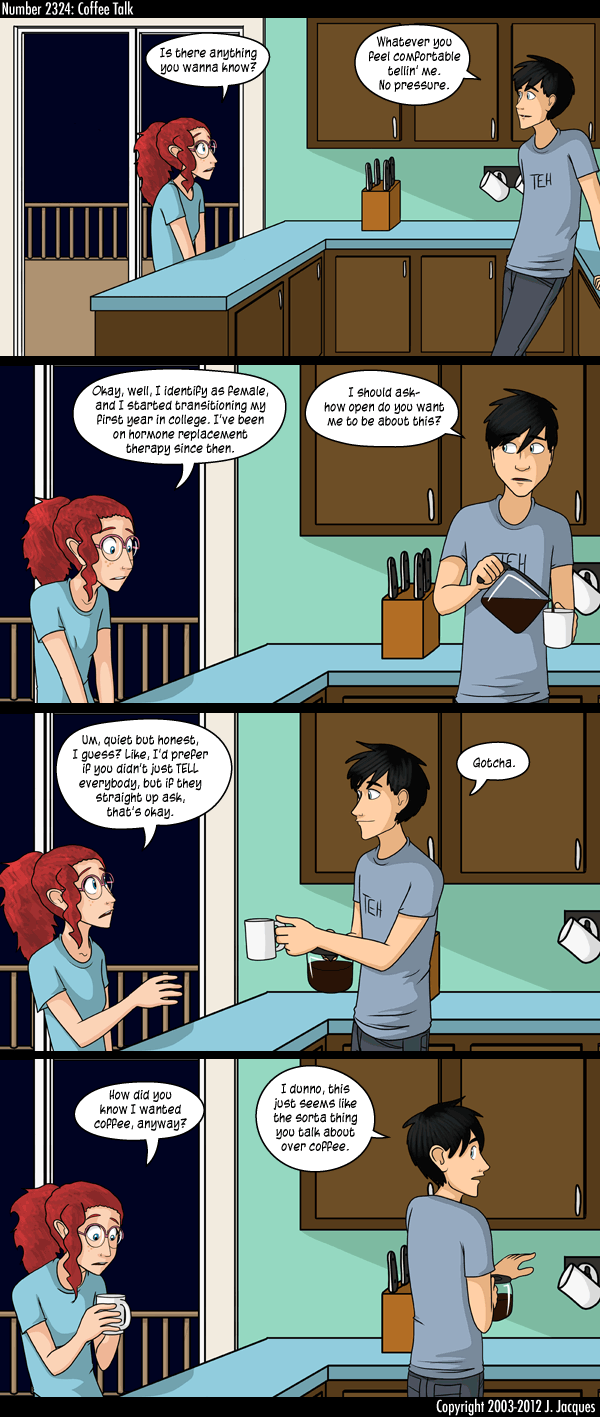 Number 2324: Coffee Talk
Is there anything
you wanna know?
Whatever you
feel comfortable
tellin' me.
No pressure.
TEH
Okay, well, I identify as female,
and I started transitioning my
first year in college. I've been
on hormone replacement
therapy since then.
I should ask-
how open do you want
me to be about this?
TEH
Um, quiet but honest,
I guess? Like, I'd prefer
if you didn't just TELL
everybody, but if they
straight up ask,
that's okay.
Gotcha.
TEH
How did you
know I wanted
coffee, anyway?
I dunno, this
just seems like
the sorta thing
you talk about
over coffee.
Copyright 2003-2012 J. Jacques